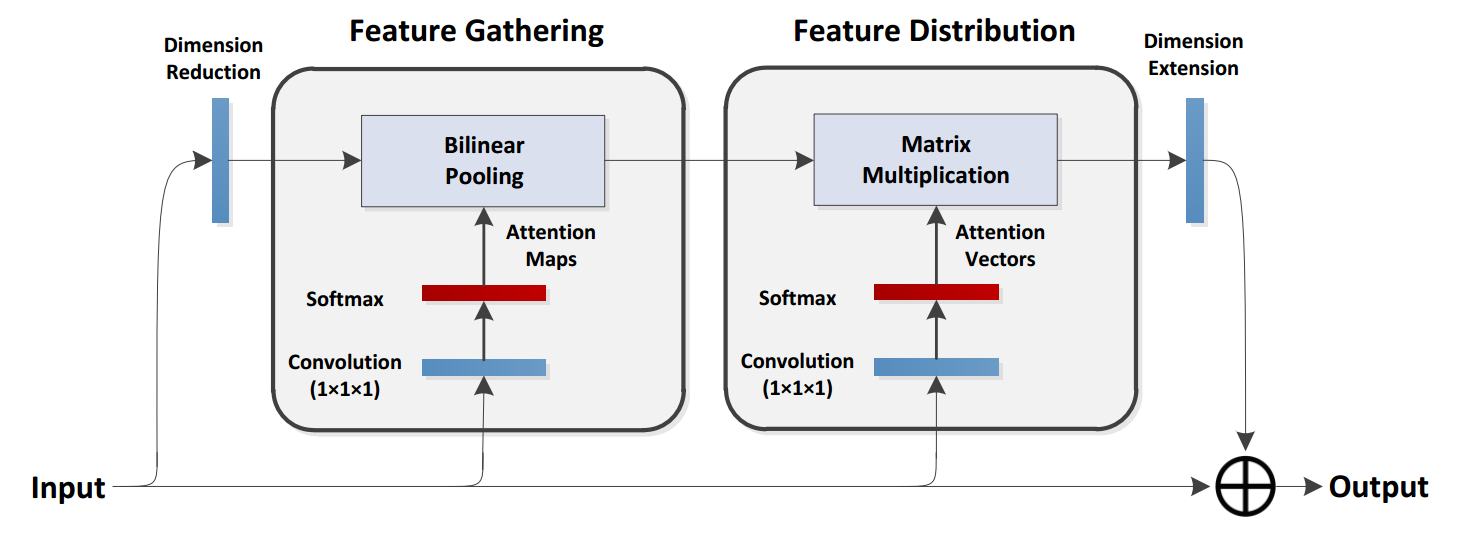 Feature Gathering
Feature Distribution
Dimension
Reduction
Dimension
Extension
Bilinear
Pooling
Matrix
Multiplication
Attention
Maps
Attention
Vectors
Softmax
Softmax
Convolution
(1×1×1)
Convolution
(1×1×1)
Input
Output